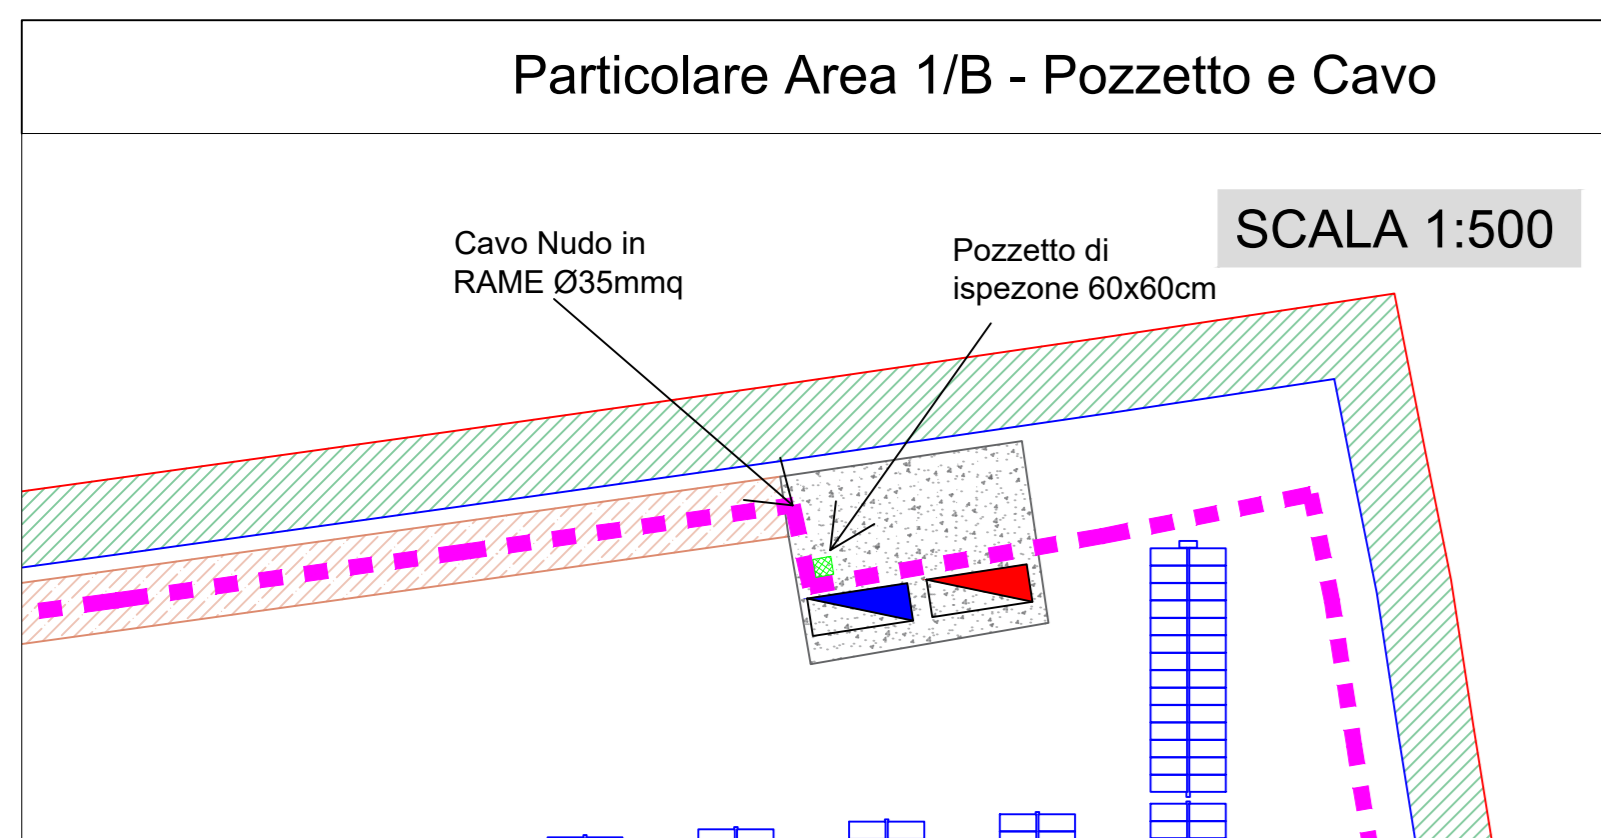 Particolare Area 1/B - Pozzetto e Cavo
SCALA 1:500
Cavo Nudo in
RAME Ø35mmq
Pozzetto di
ispezone 60x60cm